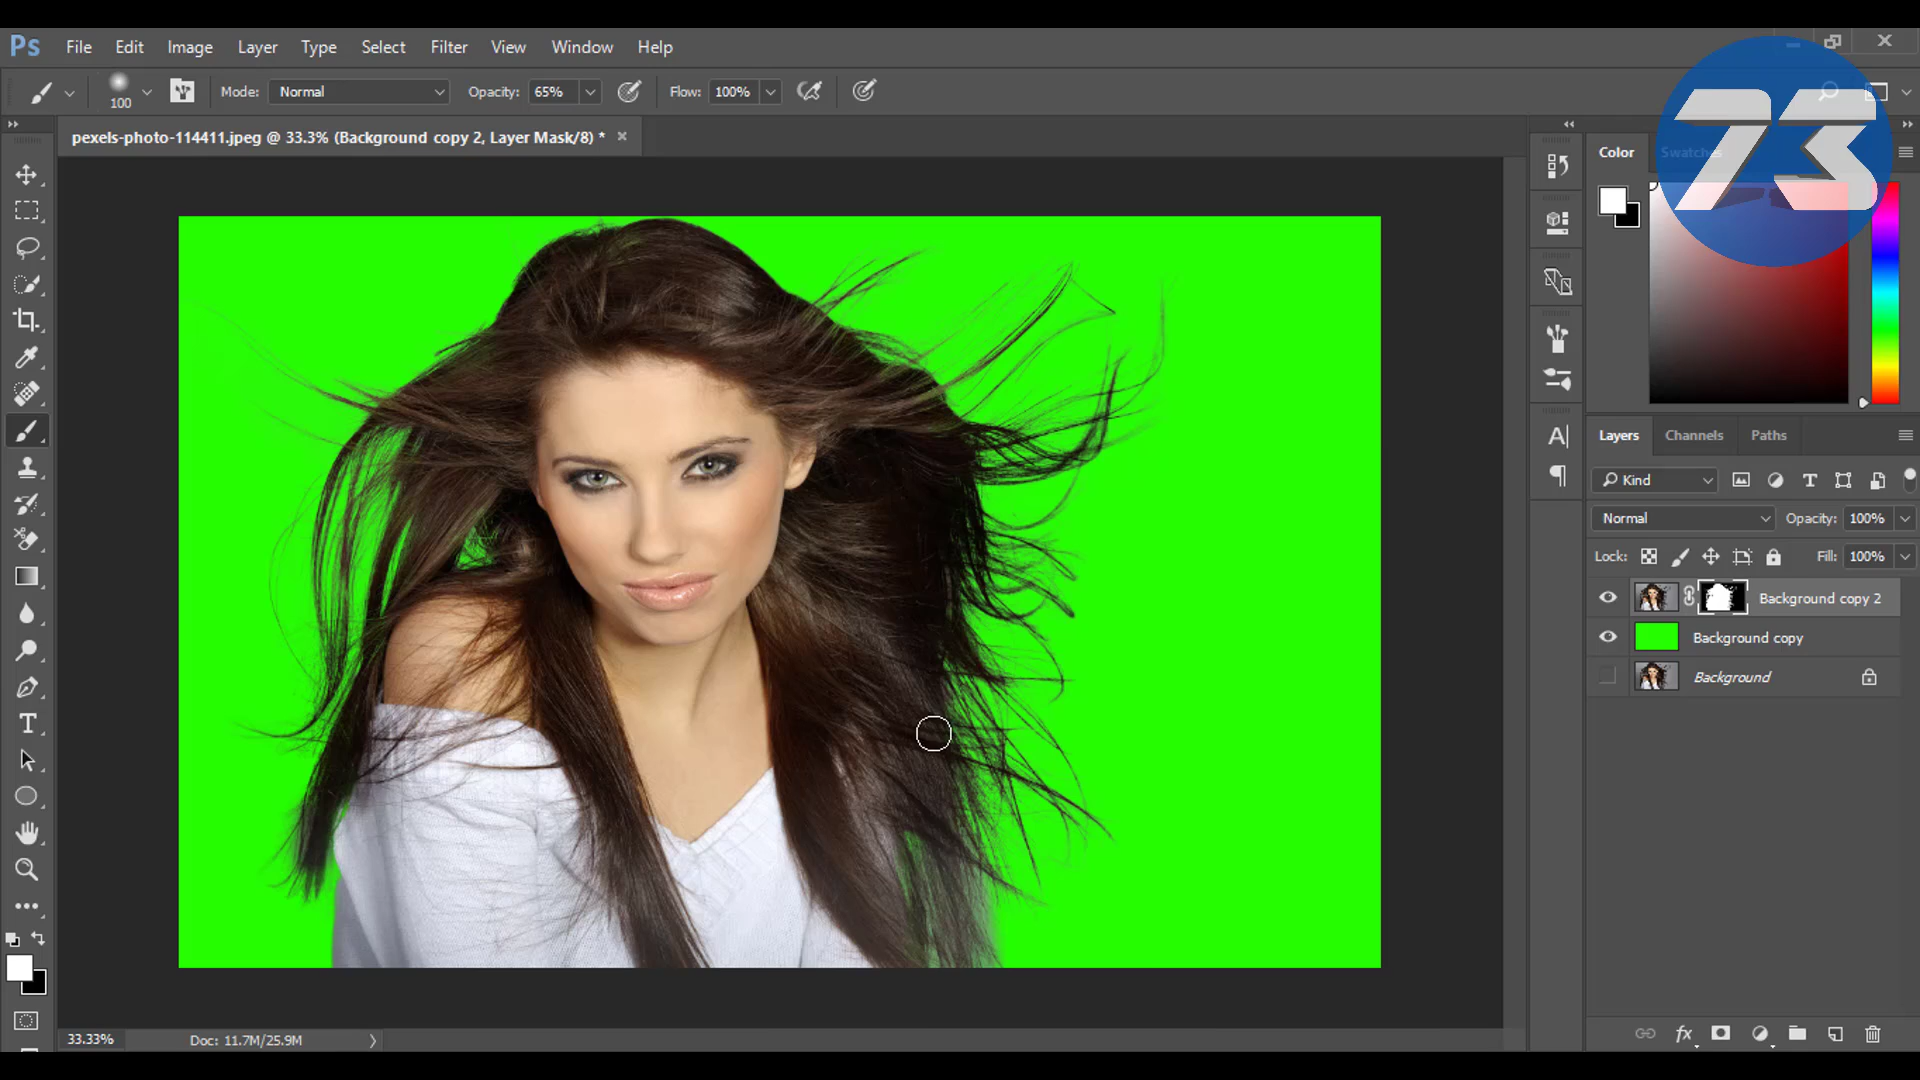 Ps File Edit Image Layer Type Select Filter View Window Help
100 Mode: Normal Opacity: 65% Flow: 100%
pexels-photo-114411.jpeg @ 33.3% (Background copy 2, Layer Mask/8) *
73
Color Swatches
Layers Channels Paths
Kind
Normal Opacity: 100%
Lock: Fill: 100%
Background copy 2
Background copy
Background
33.33% Doc: 11.7M/25.9M